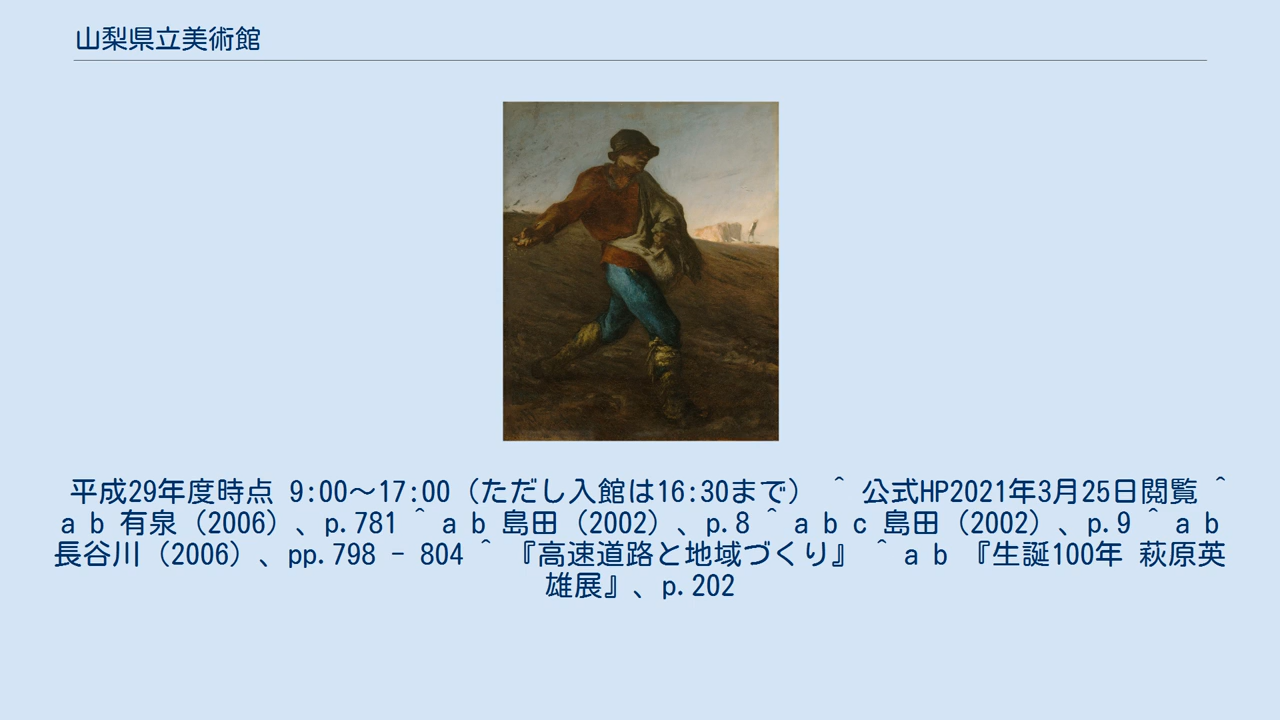 山梨県立美術館
平成29年度時点 9:00～17:00（ただし入館は16:30まで） ^ 公式HP2021年3月25日閲覧 ^
a b 有泉（2006）、p.781 ^ a b 島田（2002）、p.8 ^ a b c 島田（2002）、p.9 ^ a b
長谷川（2006）、pp.798 - 804 ^ 『高速道路と地域づくり』 ^ a b 『生誕100年 萩原英
雄展』、p.202